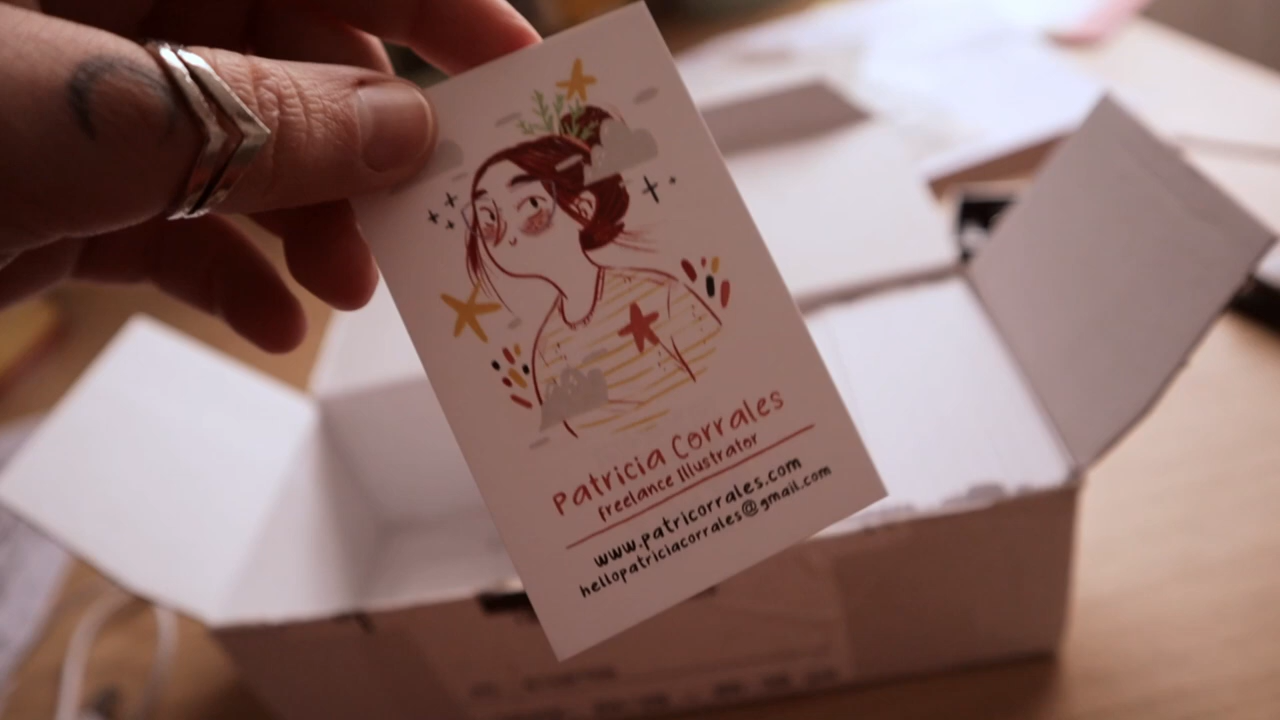 Patricia Corrales
freelance Illustrator
www.patricorrales.com
hellopatriciacorrales@gmail.com